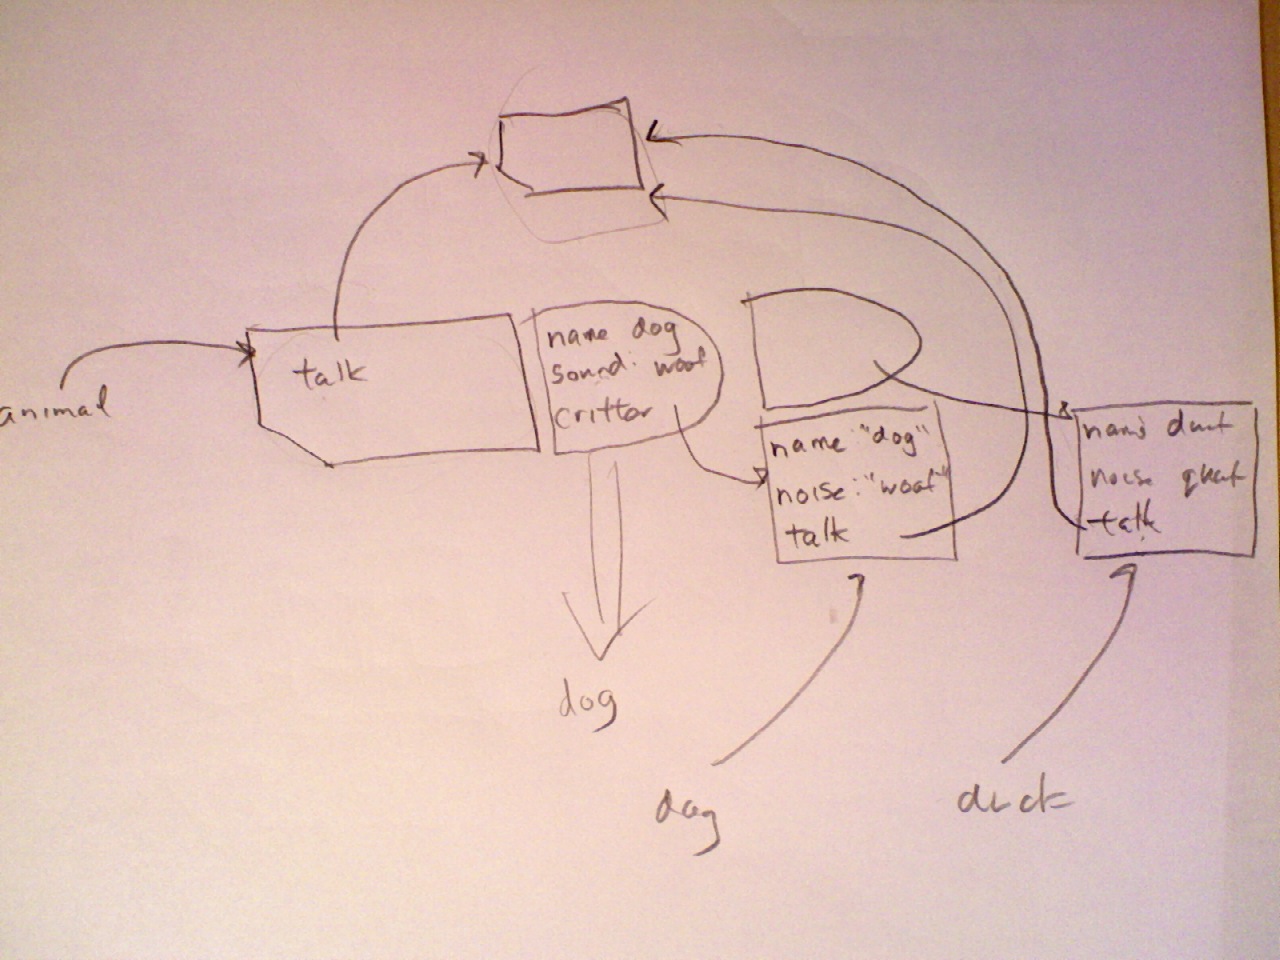 animal
talk
name dog
sound: woof
critter
name "dog"
noise: "woof"
talk
name duck
noise quack
talk
dog
dog
duck